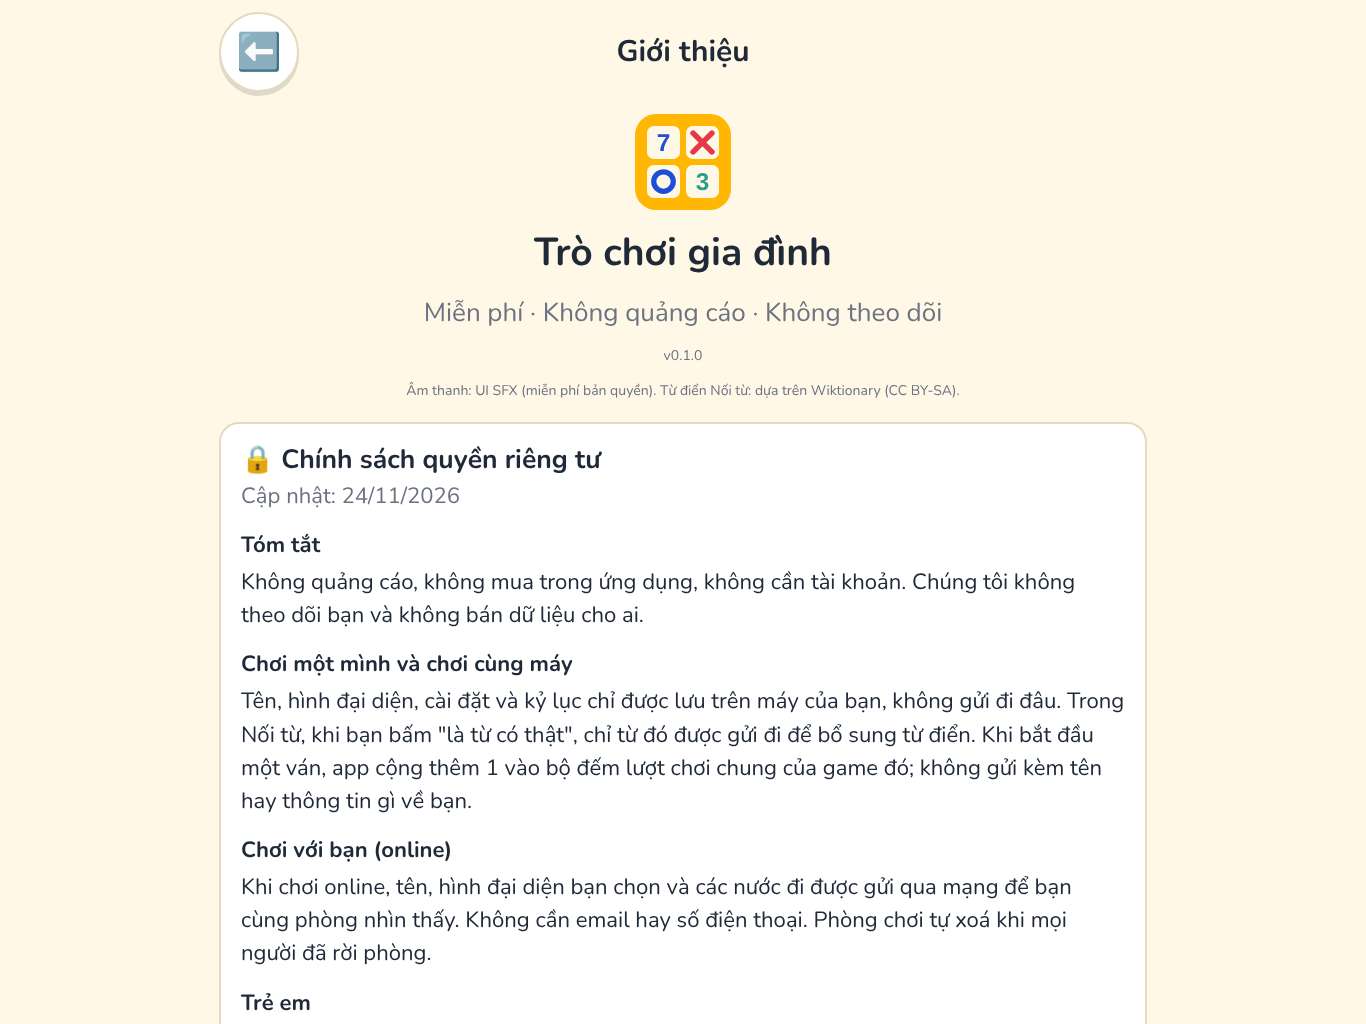 Giới thiệu
7
3
Trò chơi gia đình
Miễn phí · Không quảng cáo · Không theo dõi
v0.1.0
Âm thanh: UI SFX (miễn phí bản quyền). Từ điển Nối từ: dựa trên Wiktionary (CC BY-SA).
🔒 Chính sách quyền riêng tư
Cập nhật: 24/11/2026
Tóm tắt
Không quảng cáo, không mua trong ứng dụng, không cần tài khoản. Chúng tôi không
theo dõi bạn và không bán dữ liệu cho ai.
Chơi một mình và chơi cùng máy
Tên, hình đại diện, cài đặt và kỷ lục chỉ được lưu trên máy của bạn, không gửi đi đâu. Trong
Nối từ, khi bạn bấm "là từ có thật", chỉ từ đó được gửi đi để bổ sung từ điển. Khi bắt đầu
một ván, app cộng thêm 1 vào bộ đếm lượt chơi chung của game đó; không gửi kèm tên
hay thông tin gì về bạn.
Chơi với bạn (online)
Khi chơi online, tên, hình đại diện bạn chọn và các nước đi được gửi qua mạng để bạn
cùng phòng nhìn thấy. Không cần email hay số điện thoại. Phòng chơi tự xoá khi mọi
người đã rời phòng.
Trẻ em